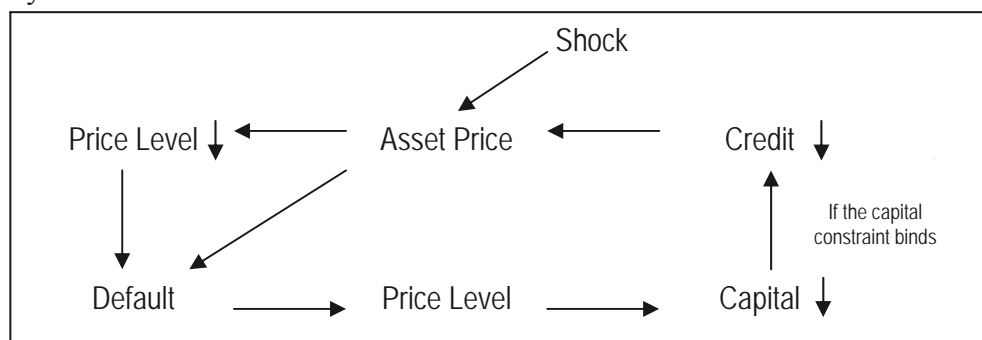 Shock
Price Level
Asset Price
Credit
If the capital
constraint binds
Default
Price Level
Capital